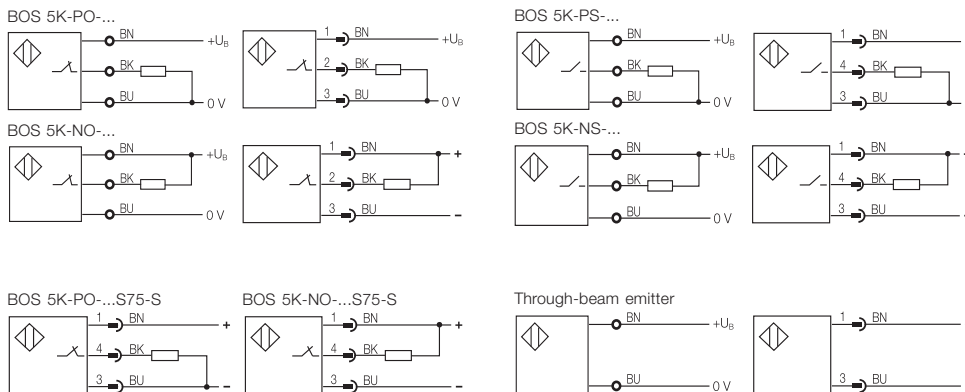 BOS 5K-PO-...
BN
+UB
BK
BU
0 V
1 BN
+UB
2 BK
3 BU
0 V
BOS 5K-PS-...
BN
+UB
BK
BU
0 V
1 BN
4 BK
3 BU
BOS 5K-NO-...
BN
+UB
BK
BU
0 V
1 BN
+
2 BK
3 BU
–
BOS 5K-NS-...
BN
+UB
BK
BU
0 V
1 BN
4 BK
3 BU
BOS 5K-PO-...S75-S
1 BN
+
4 BK
3 BU
–
BOS 5K-NO-...S75-S
1 BN
+
4 BK
3 BU
–
Through-beam emitter
BN
+UB
BU
0 V
1 BN
3 BU